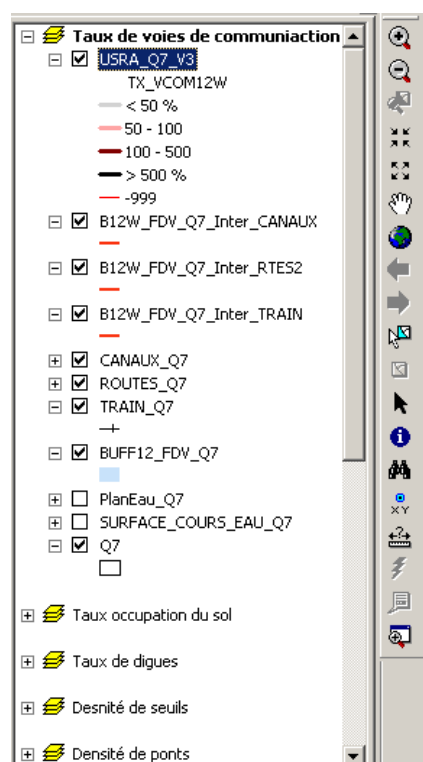 Taux de voies de communiaction
USRA_Q7_V3
TX_VCOM12W
< 50 %
50 - 100
100 - 500
> 500 %
-999
B12W_FDV_Q7_Inter_CANAUX
B12W_FDV_Q7_Inter_RTES2
B12W_FDV_Q7_Inter_TRAIN
CANAUX_Q7
ROUTES_Q7
TRAIN_Q7
BUFF12_FDV_Q7
PlanEau_Q7
SURFACE_COURS_EAU_Q7
Q7
Taux occupation du sol
Taux de digues
Desnité de seuils
Densité de ponts
X Y